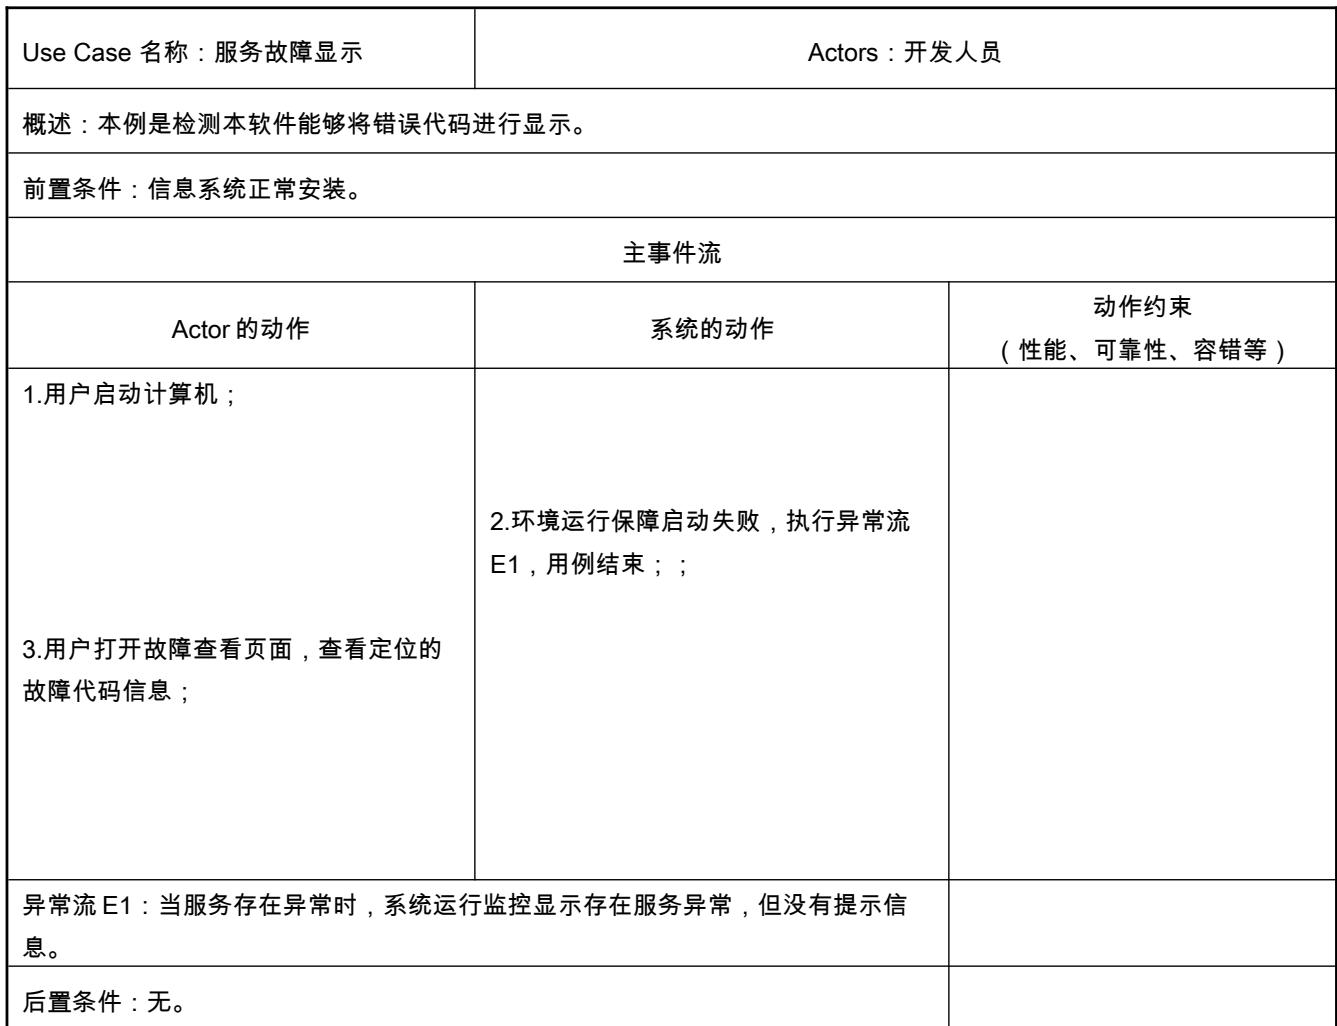 Use Case 名称：服务故障显示
Actors：开发人员
概述：本例是检测本软件能够将错误代码进行显示。
前置条件：信息系统正常安装。
主事件流
Actor 的动作
系统的动作
动作约束
（性能、可靠性、容错等）
1.用户启动计算机；
2.环境运行保障启动失败，执行异常流
E1，用例结束；；
3.用户打开故障查看页面，查看定位的
故障代码信息；
异常流 E1：当服务存在异常时，系统运行监控显示存在服务异常，但没有提示信
息。
后置条件：无。